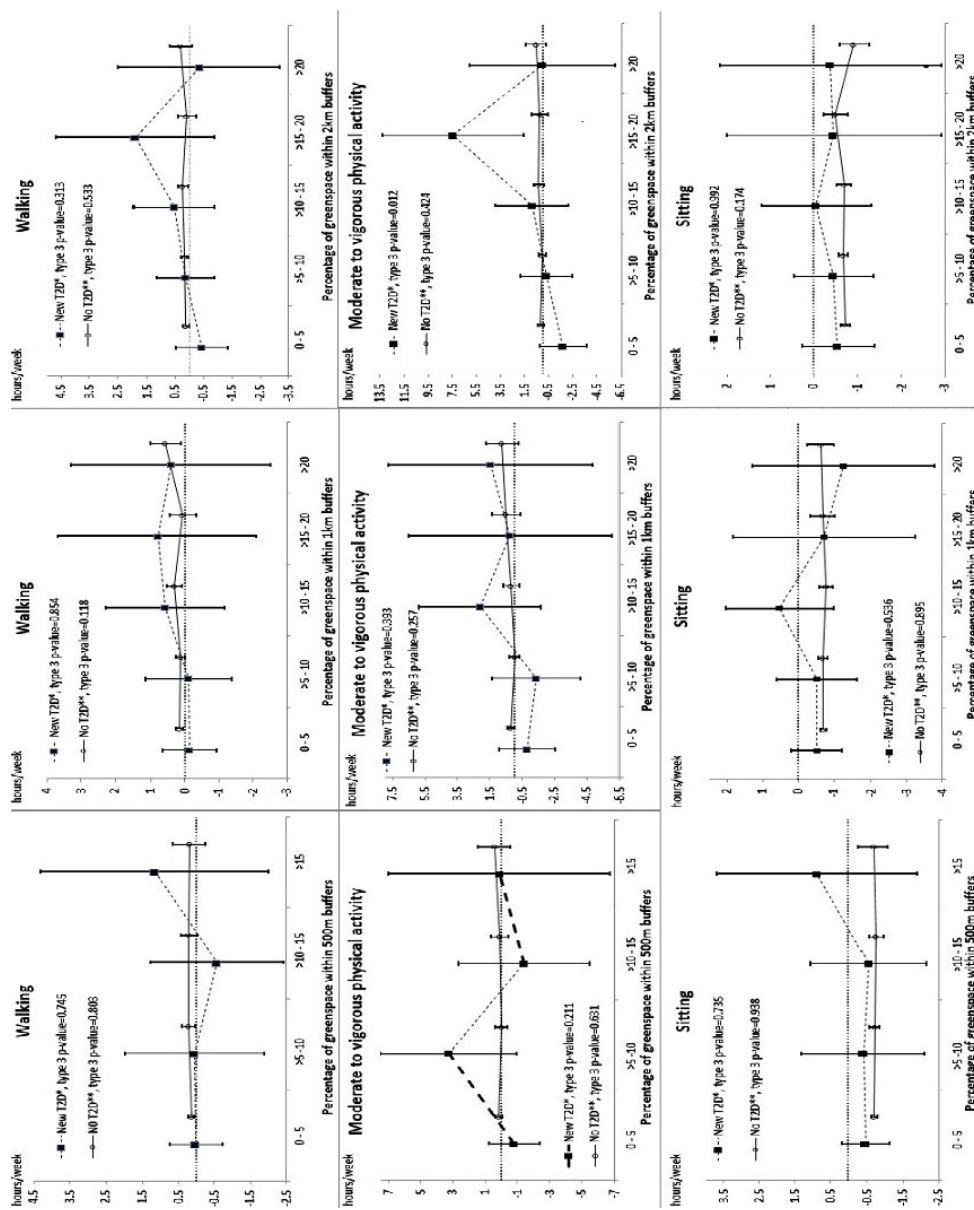 hours/week
Walking
4.5
3.5
2.5
1.5
0.5
-0.5
-1.5
-2.5
New T2D*, type 3 p-value=0.745
No T2D**, type 3 p-value=0.803
0 - 5
>5 -10
>10 - 15
>15
Percentage of greenspace within 500m buffers
hours/week
Walking
4
3
2
1
0
-1
-2
-3
New T2D*, type 3 p-value=0.854
No T2D**, type 3 p-value=0.118
0 - 5
>5 - 10
>10 - 15
>15 - 20
>20
Percentage of greenspace within 1km buffers
hours/week
Walking
4.5
3.5
2.5
1.5
0.5
-0.5
-1.5
-2.5
-3.5
New T2D*, type 3 p-value=0.313
No T2D**, type 3 p-value=0.533
0 - 5
>5 - 10
>10 - 15
>15 - 20
>20
Percentage of greenspace within 2km buffers
hours/week
Moderate to vigorous physical activity
7
5
3
1
-1
-3
-5
-7
New T2D*, type 3 p-value=0.211
No T2D**, type 3 p-value=0.631
0 - 5
>5 -10
>10 - 15
>15
Percentage of greenspace within 500m buffers
hours/week
Moderate to vigorous physical activity
7.5
5.5
3.5
1.5
-0.5
-2.5
-4.5
-6.5
New T2D*, type 3 p-value=0.393
No T2D**, type 3 p-value=0.257
0 - 5
>5 - 10
>10 - 15
>15 - 20
>20
Percentage of greenspace within 1km buffers
hours/week
Moderate to vigorous physical activity
13.5
11.5
9.5
7.5
5.5
3.5
1.5
-0.5
-2.5
-4.5
-6.5
New T2D*, type 3 p-value=0.012
No T2D**, type 3 p-value=0.424
0 - 5
>5 - 10
>10 - 15
>15 - 20
>20
Percentage of greenspace within 2km buffers
hours/week
Sitting
3.5
2.5
1.5
0.5
-0.5
-1.5
-2.5
New T2D*, type 3 p-value=0.735
No T2D**, type 3 p-value=0.938
0 - 5
>5 -10
>10 - 15
>15
Percentage of greenspace within 500m buffers
hours/week
Sitting
2
1
0
-1
-2
-3
-4
New T2D*, type 3 p-value=0.536
No T2D**, type 3 p-value=0.895
0 - 5
>5 - 10
>10 - 15
>15 - 20
>20
Percentage of greenspace within 1km buffers
hours/week
Sitting
2
1
0
-1
-2
-3
New T2D*, type 3 p-value=0.992
No T2D**, type 3 p-value=0.174
0 - 5
>5 - 10
>10 - 15
>15 - 20
>20
Percentage of greenspace within 2km buffers